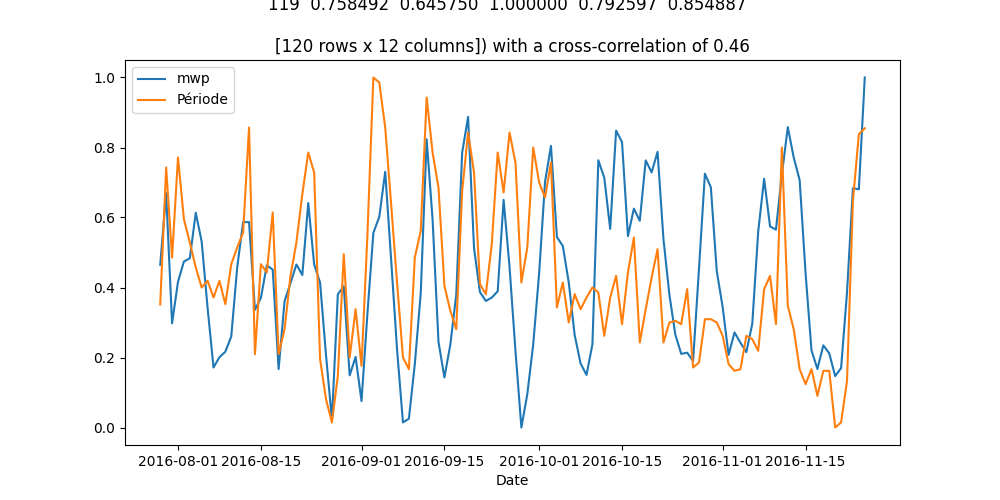 119 0.758492 0.645750 1.000000 0.792597 0.854887
[120 rows x 12 columns]) with a cross-correlation of 0.46
mwp
Période
1.0
0.8
0.6
0.4
0.2
0.0
2016-08-01 2016-08-15 2016-09-01 2016-09-15 2016-10-01 2016-10-15 2016-11-01 2016-11-15
Date